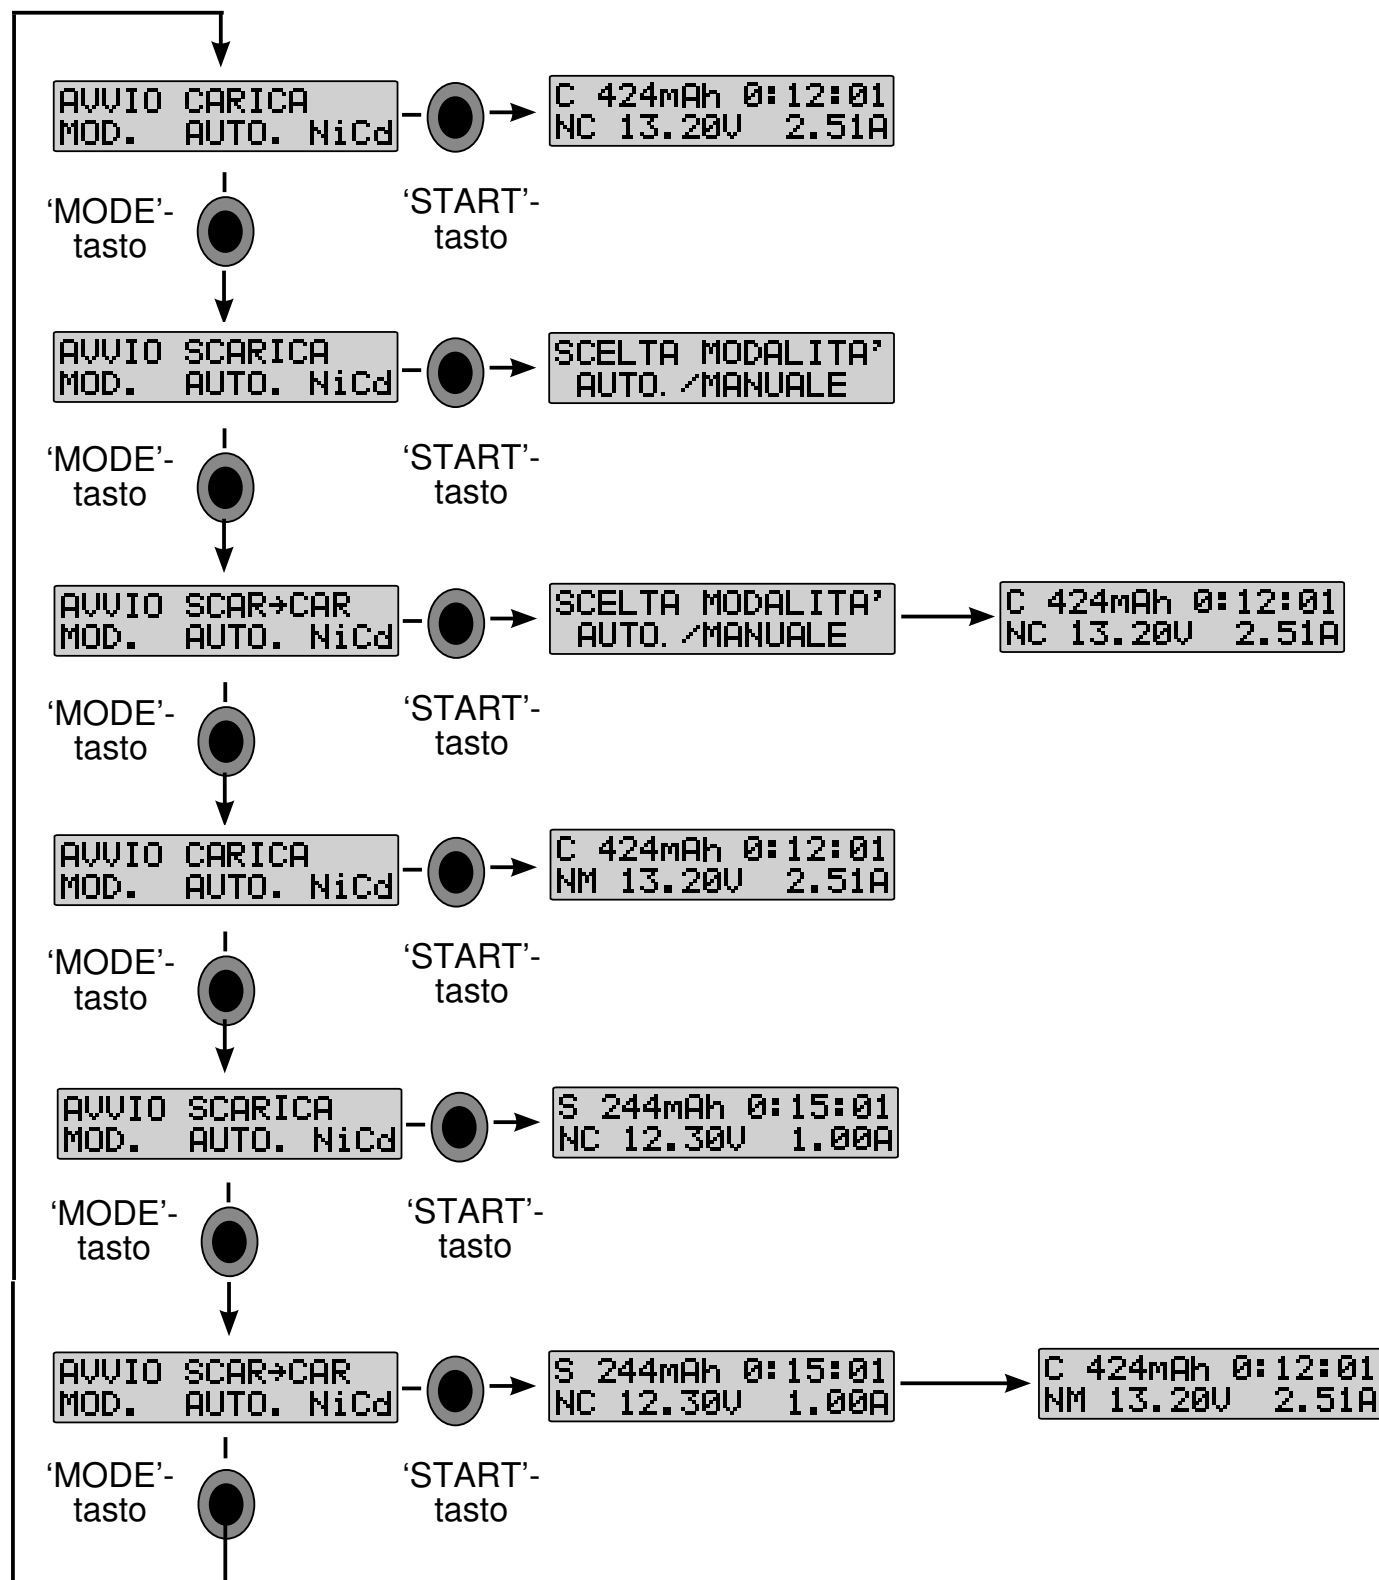 AVVIO CARICA
MOD. AUTO. NiCd
C 424mAh 0:12:01
NC 13.20V 2.51A
‘MODE’-
tasto
‘START’-
tasto
AVVIO SCARICA
MOD. AUTO. NiCd
SCELTA MODALITA’
AUTO./MANUALE
‘MODE’-
tasto
‘START’-
tasto
AVVIO SCAR→CAR
MOD. AUTO. NiCd
SCELTA MODALITA’
AUTO./MANUALE
C 424mAh 0:12:01
NC 13.20V 2.51A
‘MODE’-
tasto
‘START’-
tasto
AVVIO CARICA
MOD. AUTO. NiCd
C 424mAh 0:12:01
NM 13.20V 2.51A
‘MODE’-
tasto
‘START’-
tasto
AVVIO SCARICA
MOD. AUTO. NiCd
S 244mAh 0:15:01
NC 12.30V 1.00A
‘MODE’-
tasto
‘START’-
tasto
AVVIO SCAR→CAR
MOD. AUTO. NiCd
S 244mAh 0:15:01
NC 12.30V 1.00A
C 424mAh 0:12:01
NM 13.20V 2.51A
‘MODE’-
tasto
‘START’-
tasto